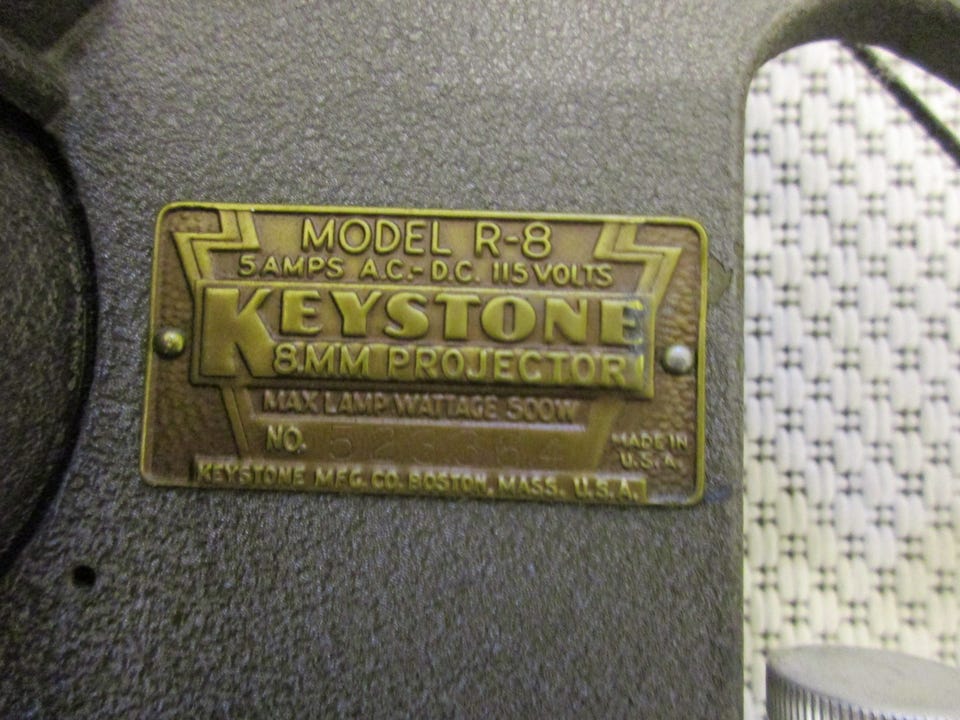 MODEL R-8
5 AMPS A.C.-D.C. 115 VOLTS
KEYSTONE
8MM PROJECTOR
MAX LAMP WATTAGE 500W
NO.
MADE IN
U.S.A.
KEYSTONE MFG. CO. BOSTON, MASS. U.S.A.